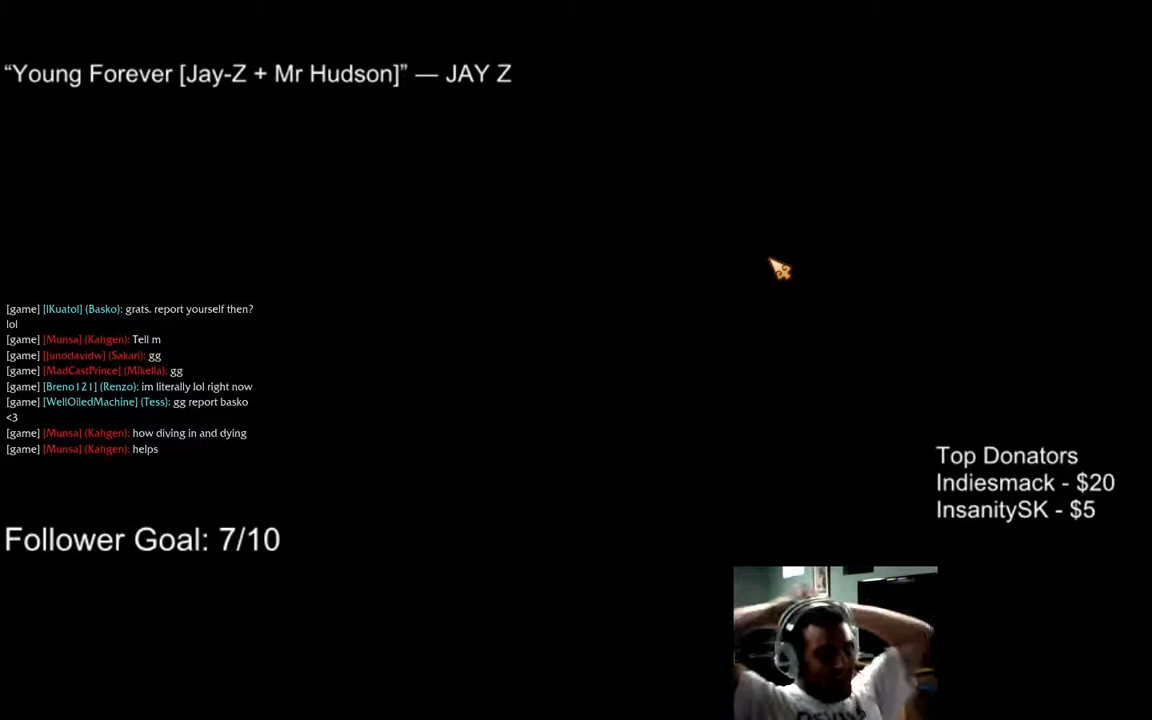 “Young Forever [Jay-Z + Mr Hudson]” — JAY Z
[game] [IKuatol] (Basko): grats. report yourself then?
lol
[game] [Munsa] (Kahgen): Tell m
[game] [junodavidw] (Sakari): gg
[game] [MadCastPrince] (Mikella): gg
[game] [Breno121] (Renzo): im literally lol right now
[game] [WellOiledMachine] (Tess): gg report basko
<3
[game] [Munsa] (Kahgen): how diving in and dying
[game] [Munsa] (Kahgen): helps
Top Donators
Indiesmack - $20
InsanitySK - $5
Follower Goal: 7/10